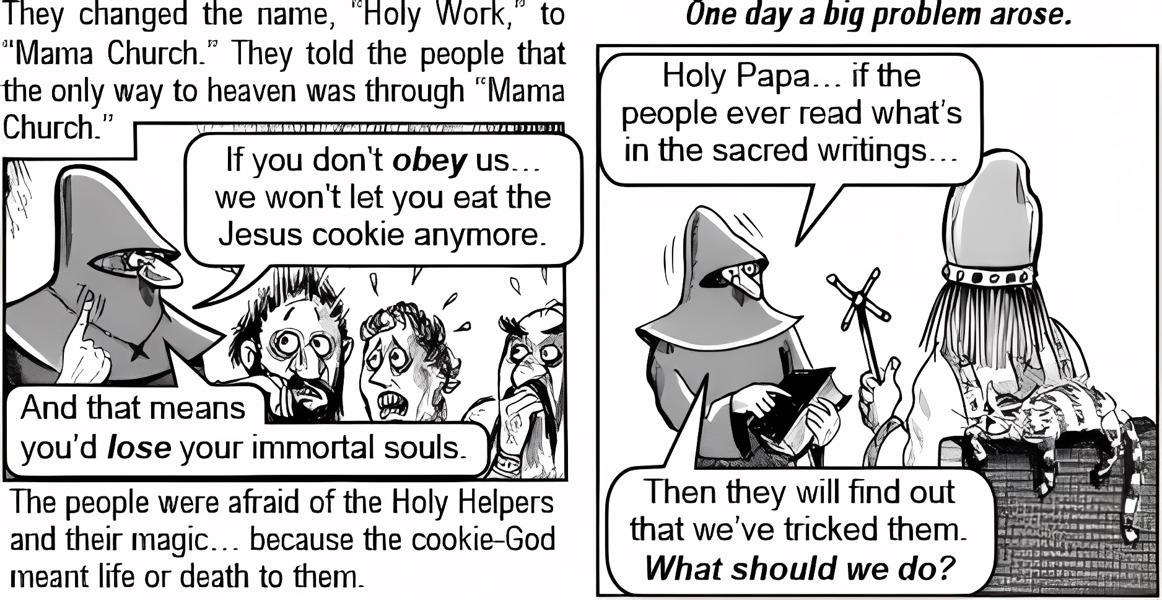 They changed the name, "Holy Work," to
"Mama Church." They told the people that
the only way to heaven was through "Mama
Church."
If you don't obey us...
we won't let you eat the
Jesus cookie anymore.
And that means
you'd lose your immortal souls.
The people were afraid of the Holy Helpers
and their magic... because the cookie-God
meant life or death to them.
One day a big problem arose.
Holy Papa... if the
people ever read what's
in the sacred writings...
Then they will find out
that we've tricked them.
What should we do?